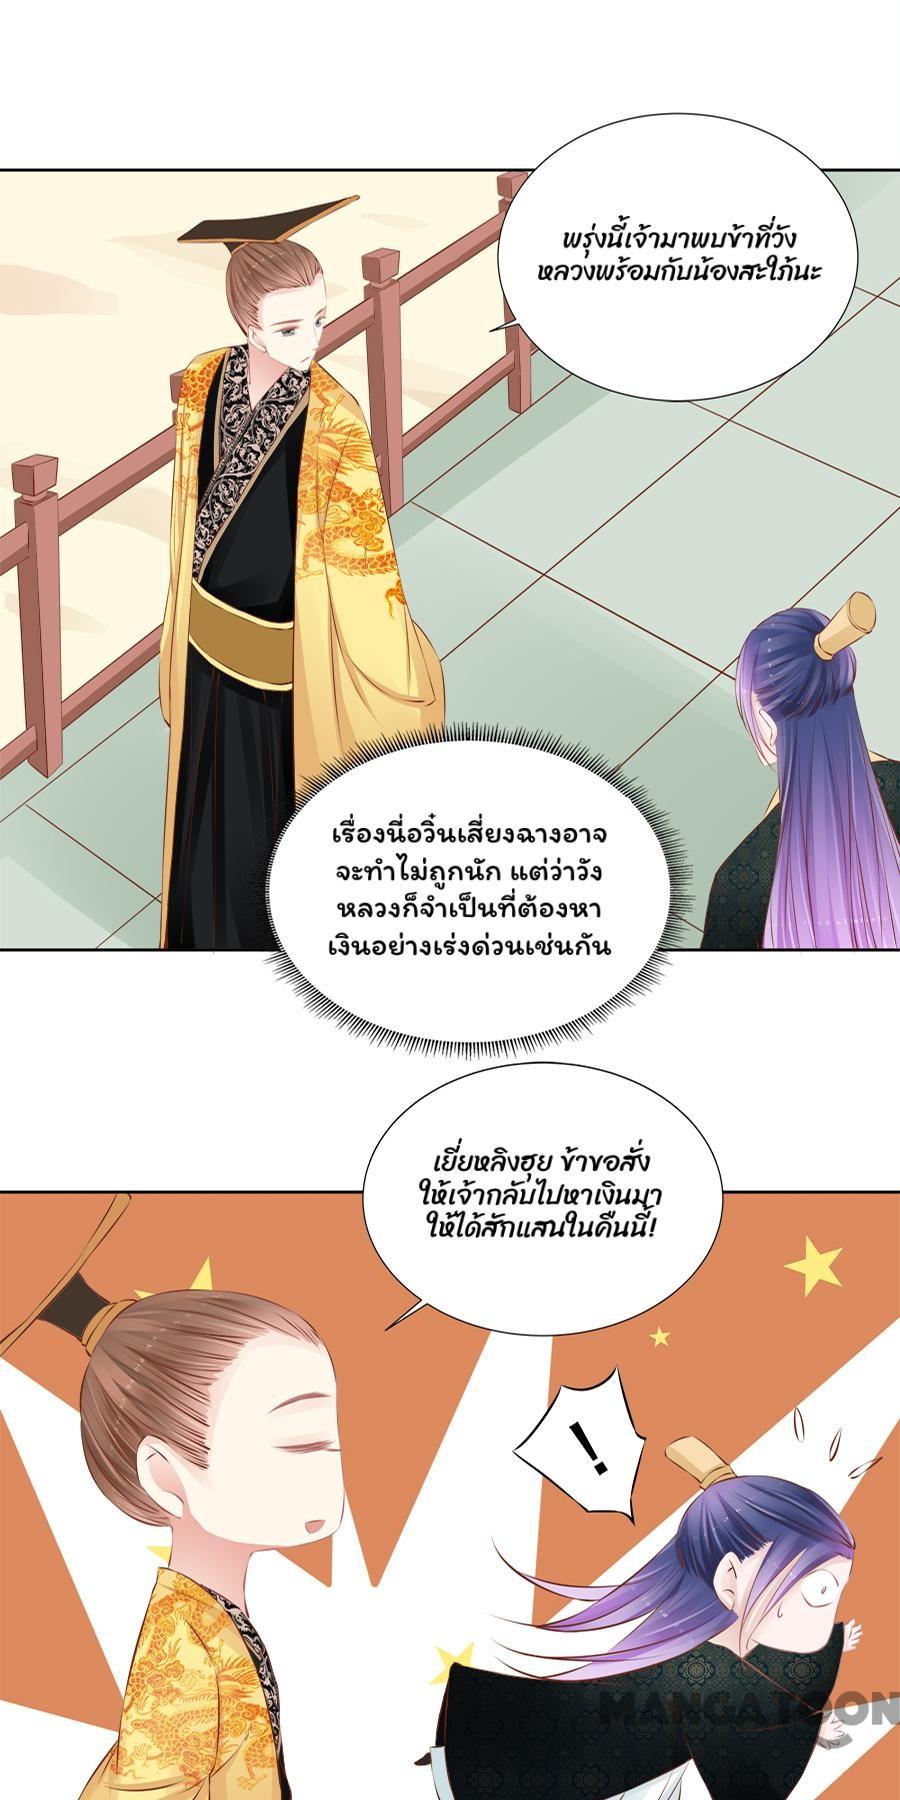 พรุ่งนี้เจ้ามาพบข้าที่วัง
หลวงพร้อมกับน้องสะใภ้นะ
เรื่องนี่อวิ๋นเสี่ยงฉางอาจ
จะทำไม่ถูกนัก แต่ว่าวัง
หลวงก็จำเป็นที่ต้องหา
เงินอย่างเร่งด่วนเช่นกัน
เยี่ยหลิงฮุย ข้าขอสั่ง
ให้เจ้ากลับไปหาเงินมา
ให้ได้สักแสนในคืนนี้!
!
MANGATOON